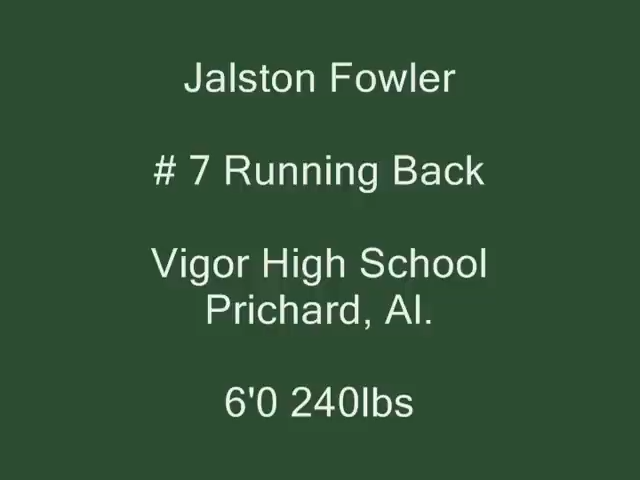 Jalston Fowler
# 7 Running Back
Vigor High School
Prichard, Al.
6'0 240lbs